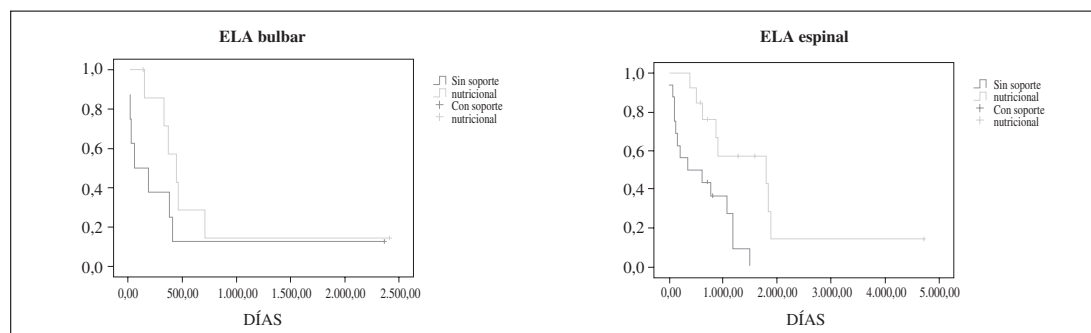 ELA bulbar
1,0
0,8
0,6
0,4
0,2
0,0
0,00 500,00 1.000,00 1.500,00 2.000,00 2.500,00
DÍAS
Sin soporte
nutricional
Con soporte
nutricional
ELA espinal
1,0
0,8
0,6
0,4
0,2
0,0
0,00 1.000,00 2.000,00 3.000,00 4.000,00 5.000,00
DÍAS
Sin soporte
nutricional
Con soporte
nutricional